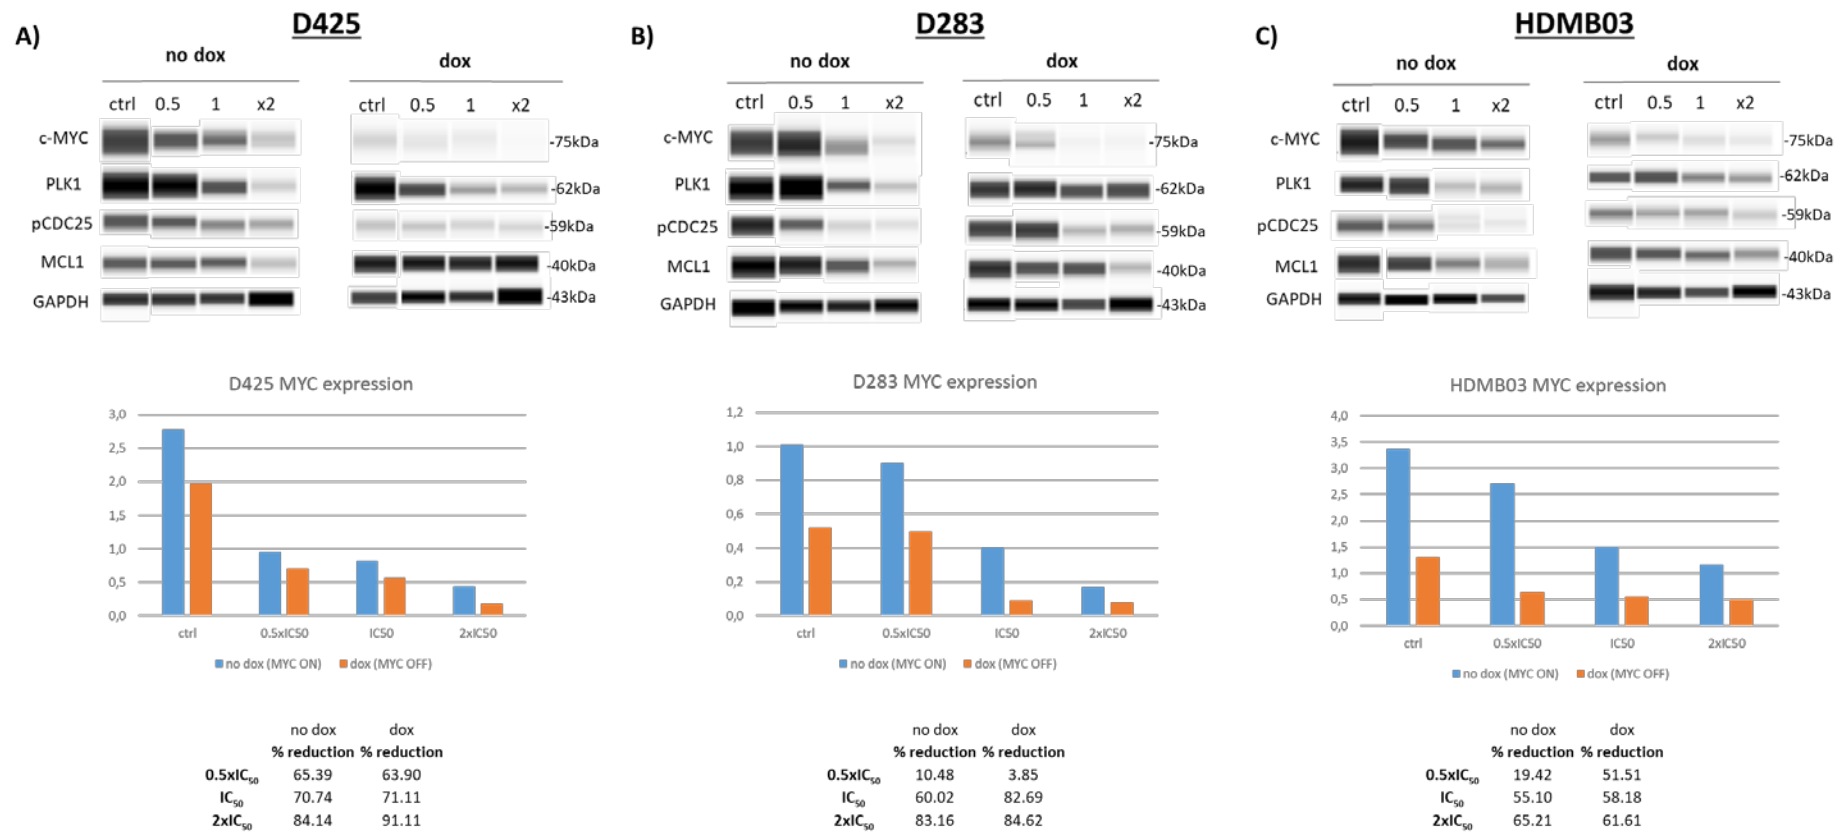 A)
D425
no dox
dox
ctrl 0.5 1 x2
ctrl 0.5 1 x2
c-MYC
-75kDa
PLK1
-62kDa
pCDC25
-59kDa
MCL1
-40kDa
GAPDH
-43kDa
D425 MYC expression
3,0
2,5
2,0
1,5
1,0
0,5
0,0
ctrl 0.5xIC50 IC50 2xIC50
no dox (MYC ON) dox (MYC OFF)
no dox dox
% reduction % reduction
0.5xIC50 65.39 63.90
IC50 70.74 71.11
2xIC50 84.14 91.11
B)
D283
no dox
dox
ctrl 0.5 1 x2
ctrl 0.5 1 x2
c-MYC
-75kDa
PLK1
-62kDa
pCDC25
-59kDa
MCL1
-40kDa
GAPDH
-43kDa
D283 MYC expression
1,2
1,0
0,8
0,6
0,4
0,2
0,0
ctrl 0.5xIC50 IC50 2xIC50
no dox (MYC ON) dox (MYC OFF)
no dox dox
% reduction % reduction
0.5xIC50 10.48 3.85
IC50 60.02 82.69
2xIC50 83.16 84.62
C)
HDMB03
no dox
dox
ctrl 0.5 1 x2
ctrl 0.5 1 x2
c-MYC
-75kDa
PLK1
-62kDa
pCDC25
-59kDa
MCL1
-40kDa
GAPDH
-43kDa
HDMB03 MYC expression
4,0
3,5
3,0
2,5
2,0
1,5
1,0
0,5
0,0
ctrl 0.5xIC50 IC50 2xIC50
no dox (MYC ON) dox (MYC OFF)
no dox dox
% reduction % reduction
0.5xIC50 19.42 51.51
IC50 55.10 58.18
2xIC50 65.21 61.61